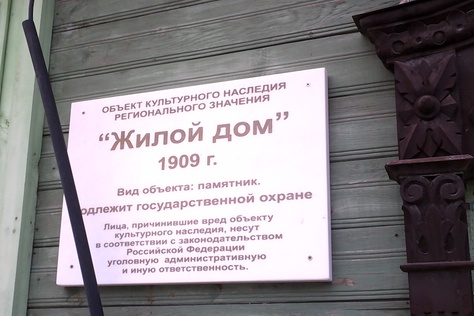 ОБЪЕКТ КУЛЬТУРНОГО НАСЛЕДИЯ
РЕГИОНАЛЬНОГО ЗНАЧЕНИЯ
“Жилой дом”
1909 г.
Вид объекта: памятник.
одлежит государственной охране
Лица, причинившие вред объекту
культурного наследия, несут
в соответствии с законодательством
Российской Федерации
уголовную административную
и иную ответственность.